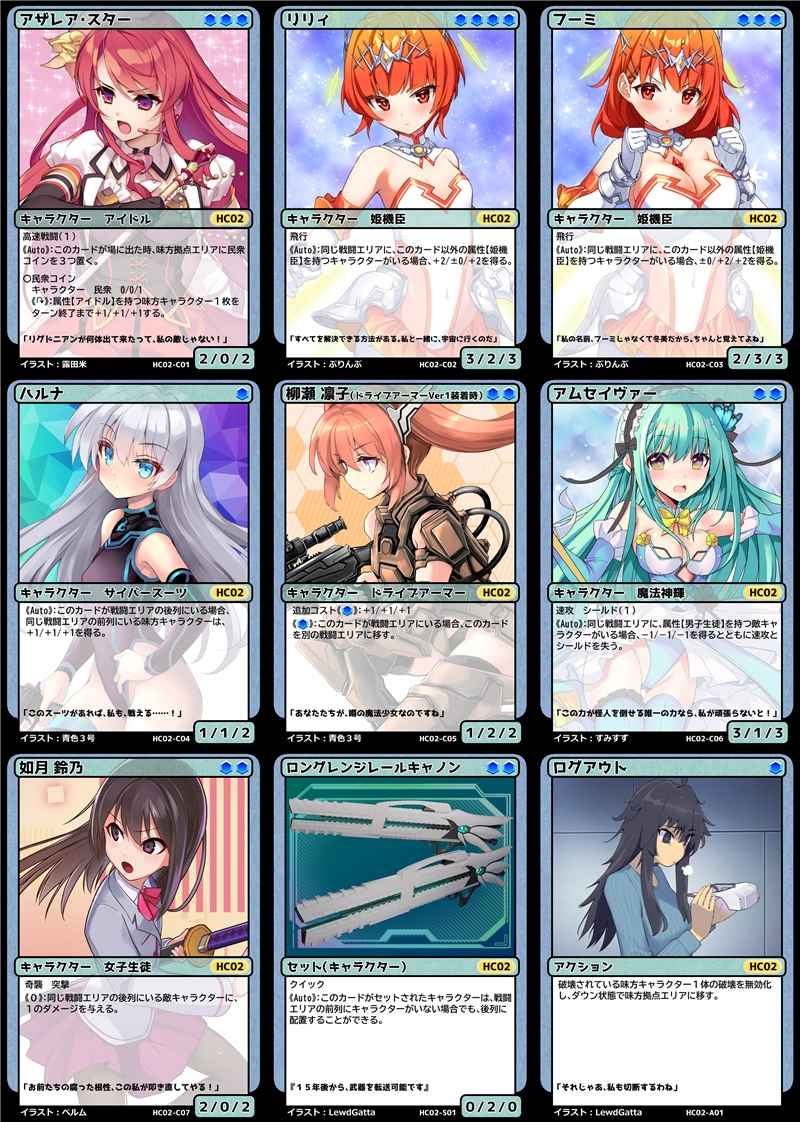 アザレア・スター
キャラクター　アイドル
HC02
高速戦闘(１)
《Auto》:このカードが場に出た時、味方拠点エリアに民衆
コインを３つ置く。
○民衆コイン
キャラクター　民衆　0/0/1
《↷》:属性【アイドル】を持つ味方キャラクター１枚を
ターン終了まで+1/+1/+1する。
「リグドニアンが何体出て来たって、私の敵じゃない！」
イラスト：露田米
HC02-C01
2/0/2
リリィ
キャラクター　姫機臣
HC02
飛行
《Auto》:同じ戦闘エリアに、このカード以外の属性【姫機
臣】を持つキャラクターがいる場合、+2/±0/+2を得る。
「すべてを解決できる方法がある。私と一緒に、宇宙に行くのだ」
イラスト：ぶりんぶ
HC02-C02
3/2/3
フーミ
キャラクター　姫機臣
HC02
飛行
《Auto》:同じ戦闘エリアに、このカード以外の属性【姫機
臣】を持つキャラクターがいる場合、±0/+2/+2を得る。
「私の名前、フーミじゃなくて冬美だから。ちゃんと覚えてよね」
イラスト：ぶりんぶ
HC02-C03
2/3/3
ハルナ
キャラクター　サイバースーツ
HC02
《Auto》:このカードが戦闘エリアの後列にいる場合、
同じ戦闘エリアの前列にいる味方キャラクターは、
+1/+1/+1を得る。
「このスーツがあれば、私も、戦える……！」
イラスト：青色３号
HC02-C04
1/1/2
柳瀬 凛子(ドライブアーマーVer1装着時)
キャラクター　ドライブアーマー
HC02
追加コスト《》:+1/+1/+1
《》:このカードが戦闘エリアにいる場合、このカード
を別の戦闘エリアに移す。
「あなたたちが、噂の魔法少女なのですね」
イラスト：青色３号
HC02-C05
1/2/2
アムセイヴァー
キャラクター　魔法神輝
HC02
速攻　シールド(１)
《Auto》:同じ戦闘エリアに、属性【男子生徒】を持つ敵キャ
ラクターがいる場合、-1/-1/-1を得るとともに速攻と
シールドを失う。
「この力が怪人を倒せる唯一の力なら、私が頑張らないと！」
イラスト：すみすず
HC02-C06
3/1/3
如月 鈴乃
キャラクター　女子生徒
HC02
奇襲　突撃
《０》:同じ戦闘エリアの後列にいる敵キャラクターに、
１のダメージを与える。
「お前たちの腐った根性、この私が叩き直してやる！」
イラスト：ベルム
HC02-C07
2/0/2
ロングレンジレールキャノン
セット(キャラクター)
HC02
クイック
《Auto》:このカードがセットされたキャラクターは、戦闘
エリアの前列にキャラクターがいない場合でも、後列に
配置することができる。
『１５年後から、武器を転送可能です』
イラスト：LewdGatta
HC02-S01
0/2/0
ログアウト
アクション
HC02
破壊されている味方キャラクター１体の破壊を無効化
し、ダウン状態で味方拠点エリアに移す。
「それじゃあ、私も切断するわね」
イラスト：LewdGatta
HC02-A01